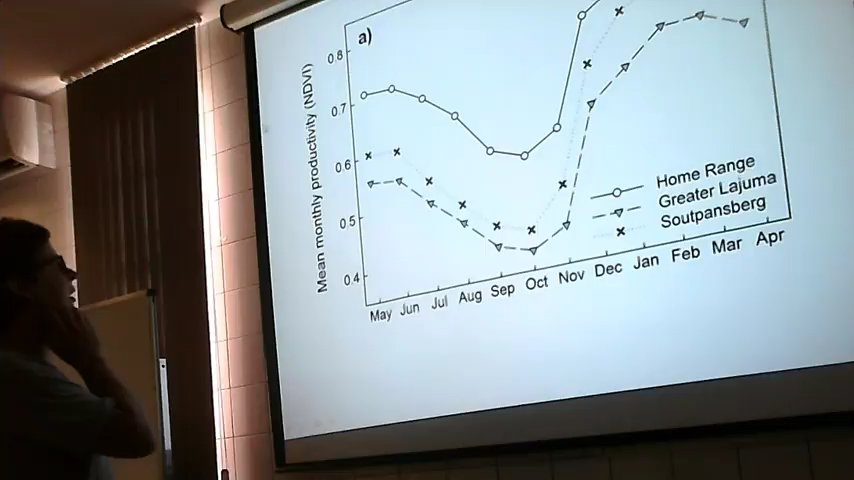 a)
Mean monthly productivity (NDVI)
0.8
0.7
0.6
0.5
0.4
Home Range
Greater Lajuma
Soutpansberg
May Jun Jul Aug Sep Oct Nov Dec Jan Feb Mar Apr